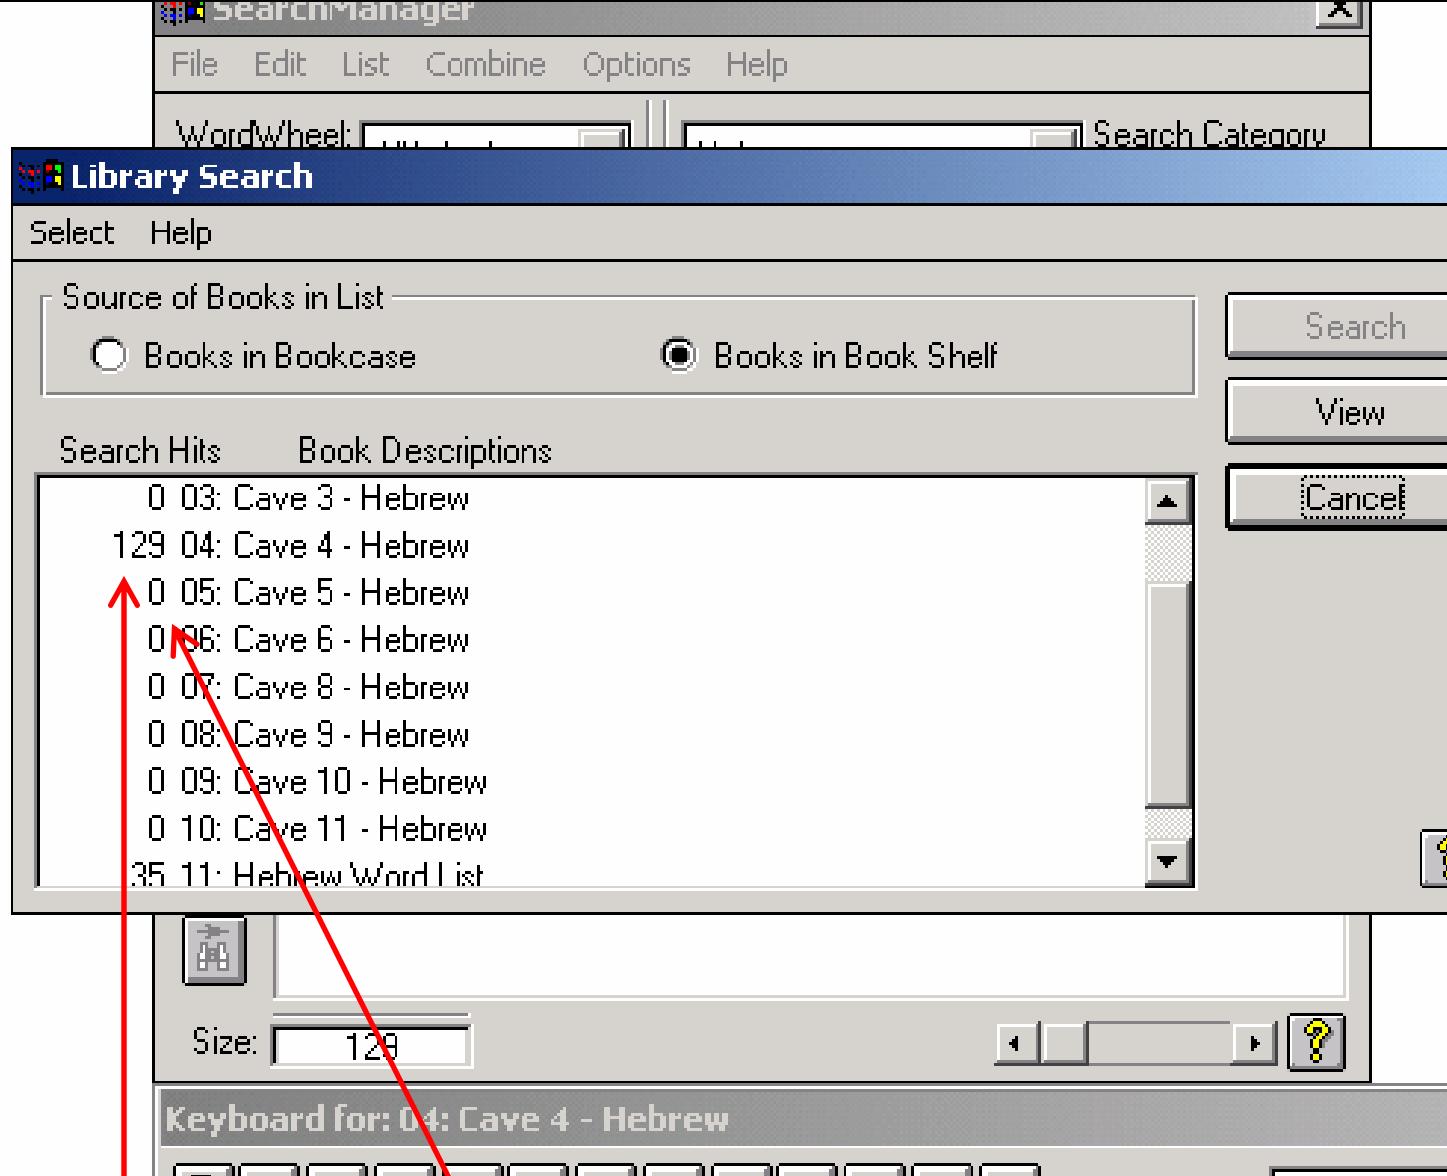 SearchManager
File Edit List Combine Options Help
WordWheel: Search Category
Library Search
Select Help
Source of Books in List
Books in Bookcase Books in Book Shelf
Search
View
Cancel
Search Hits Book Descriptions
0 03: Cave 3 - Hebrew
129 04: Cave 4 - Hebrew
0 05: Cave 5 - Hebrew
0 06: Cave 6 - Hebrew
0 07: Cave 8 - Hebrew
0 08: Cave 9 - Hebrew
0 09: Cave 10 - Hebrew
0 10: Cave 11 - Hebrew
35 11: Hebrew Word List
Size: 129
Keyboard for: 04: Cave 4 - Hebrew